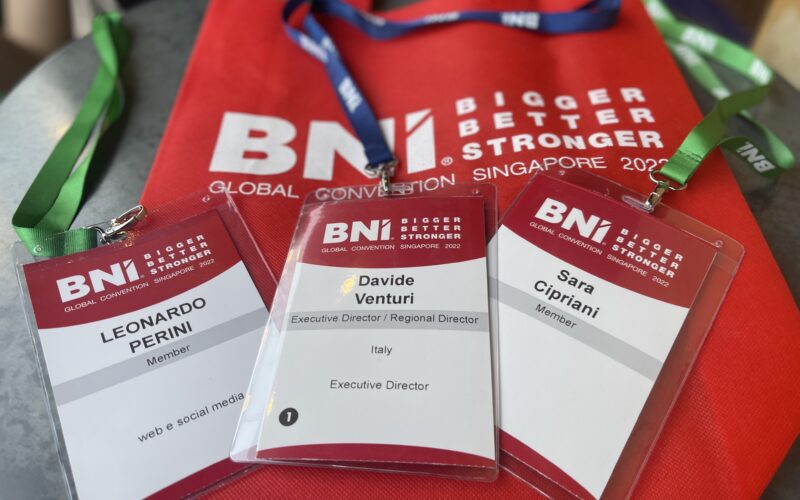 BNI
BNI
BNI
BNI
BNI® BIGGER
BETTER
STRONGER
GLOBAL CONVENTION SINGAPORE 2022
BNI® BIGGER
BETTER
STRONGER
GLOBAL CONVENTION SINGAPORE 2022
LEONARDO
PERINI
Member
web e social media
BNI® BIGGER
BETTER
STRONGER
GLOBAL CONVENTION SINGAPORE 2022
Davide
Venturi
Executive Director / Regional Director
Italy
Executive Director
1
BNI® BIGGER
BETTER
STRONGER
GLOBAL CONVENTION SINGAPORE 2022
Sara
Cipriani
Member